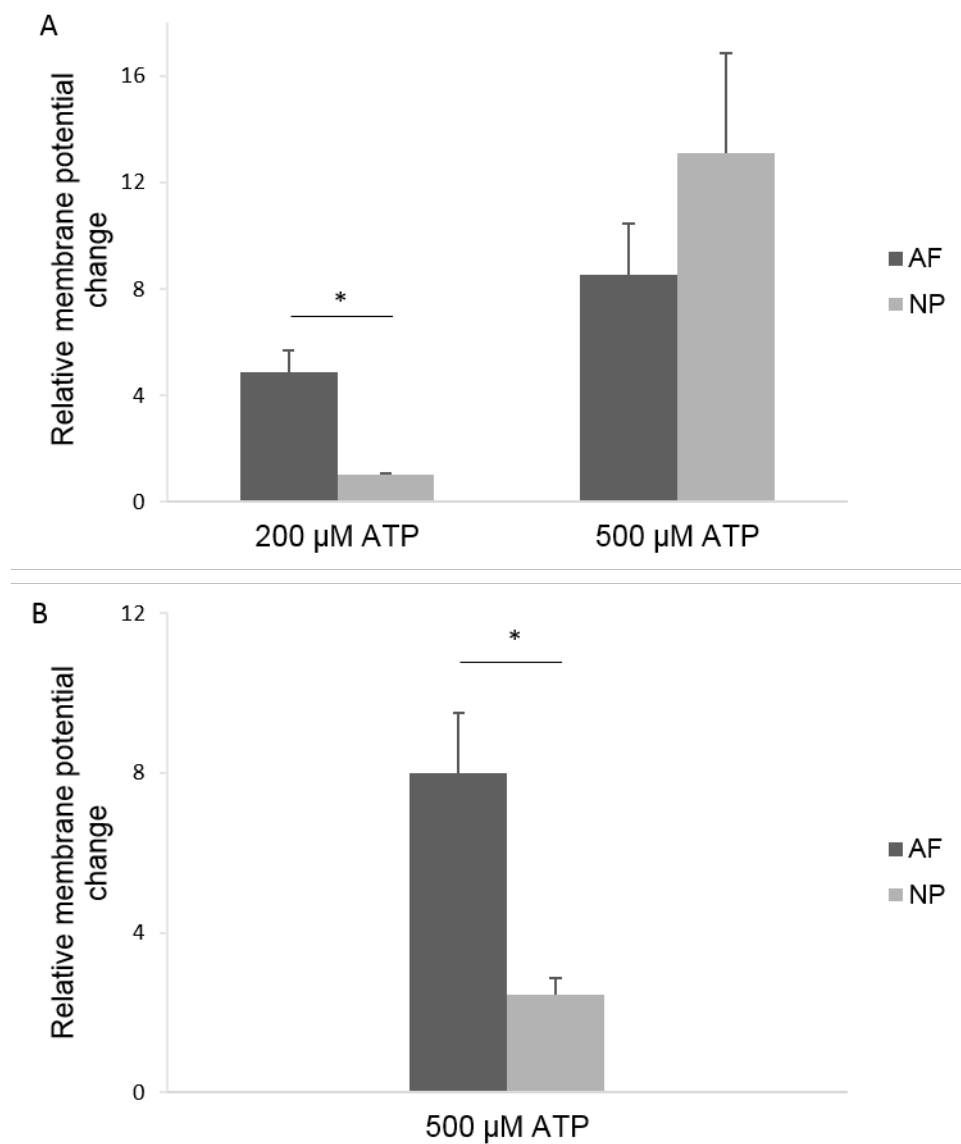 A
Relative membrane potential
change
16
12
8
4
0
*
200 µM ATP
500 µM ATP
AF
NP
B
Relative membrane potential
change
12
8
4
0
*
500 µM ATP
AF
NP